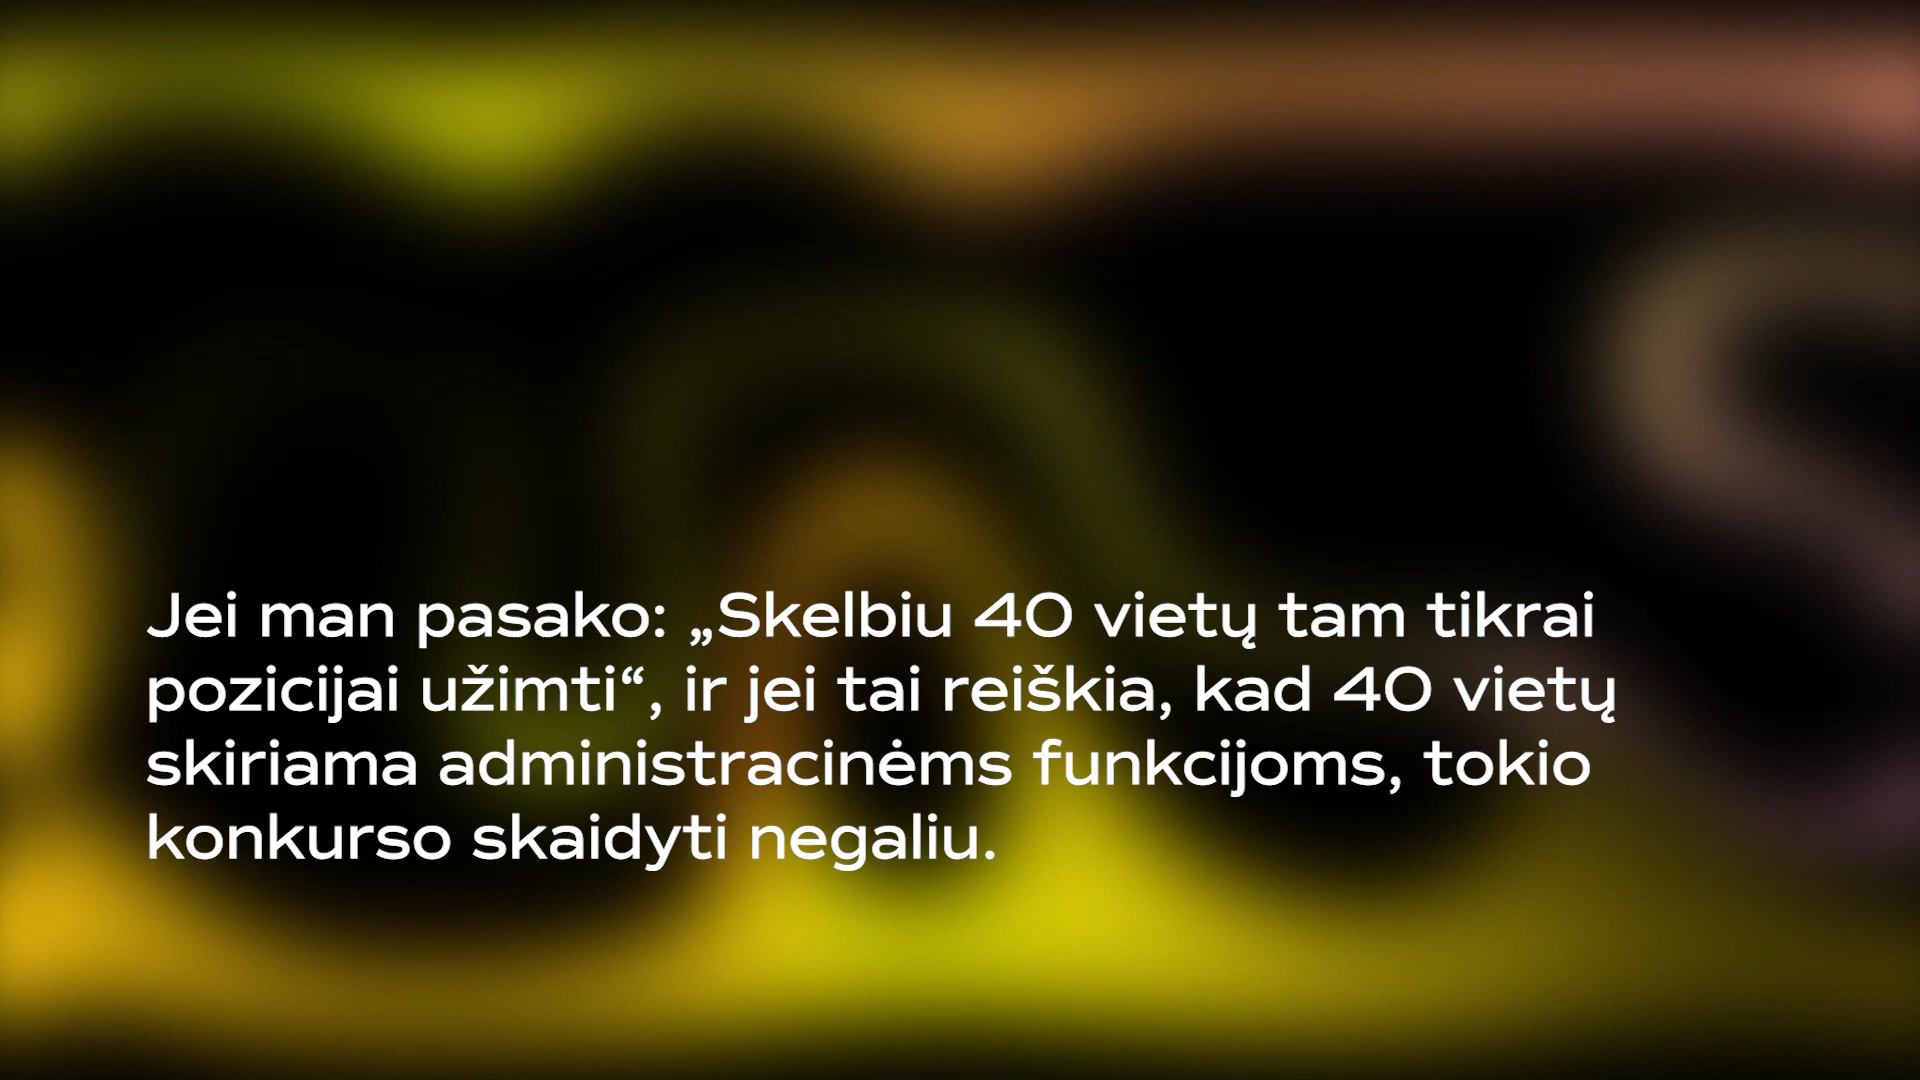 Jei man pasako: „Skelbiu 40 vietų tam tikrai
pozicijai užimti“, ir jei tai reiškia, kad 40 vietų
skiriama administracinėms funkcijoms, tokio
konkurso skaidyti negaliu.